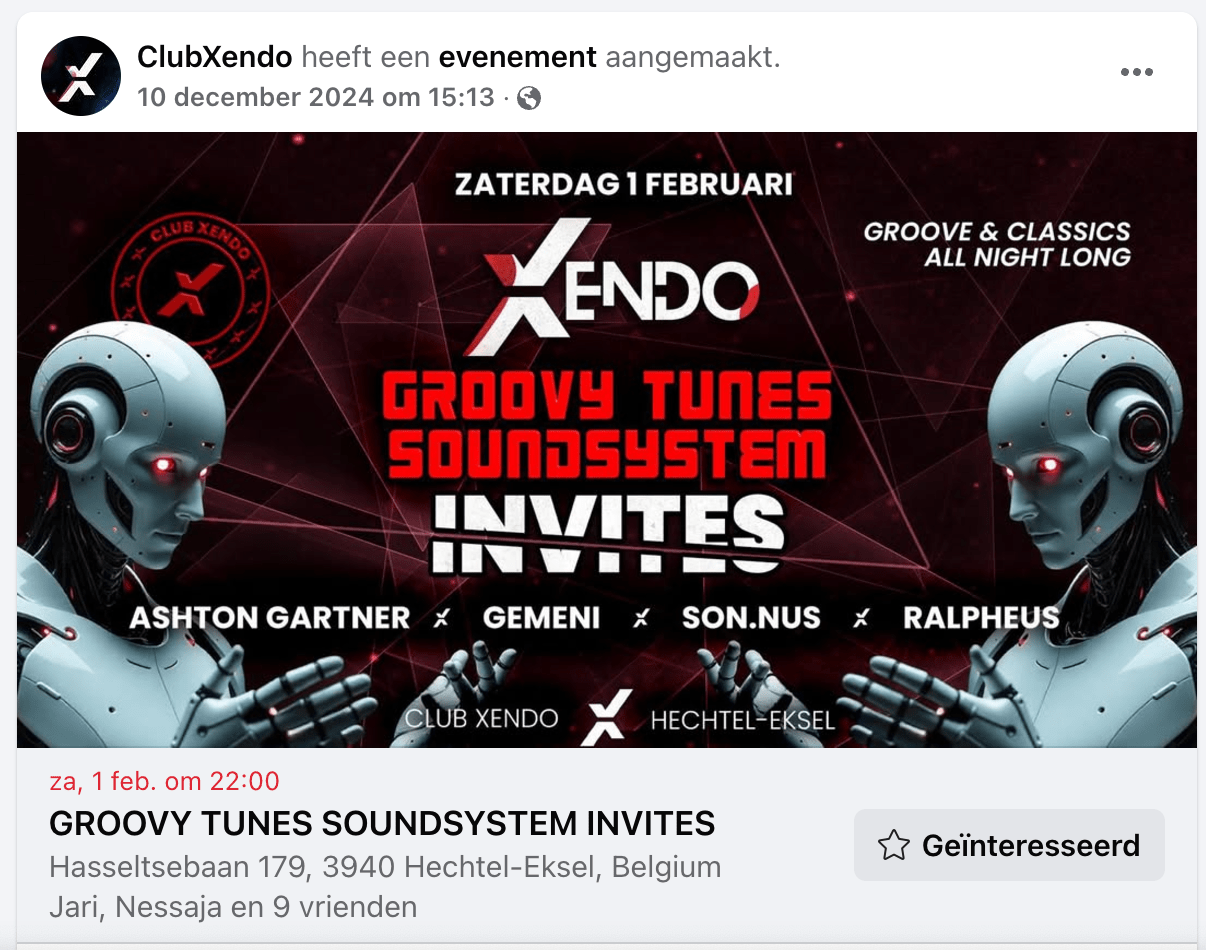 ClubXendo heeft een evenement aangemaakt.
10 december 2024 om 15:13 ·
ZATERDAG 1 FEBRUARI
CLUB XENDO
XENDO
GROOVE & CLASSICS
ALL NIGHT LONG
GROOVY TUNES
SOUNDSYSTEM
INVITES
ASHTON GARTNER x GEMENI x SON.NUS x RALPHEUS
CLUB XENDO X HECHTEL-EKSEL
za, 1 feb. om 22:00
GROOVY TUNES SOUNDSYSTEM INVITES
Hasseltsebaan 179, 3940 Hechtel-Eksel, Belgium
Jari, Nessaja en 9 vrienden
Geïnteresseerd